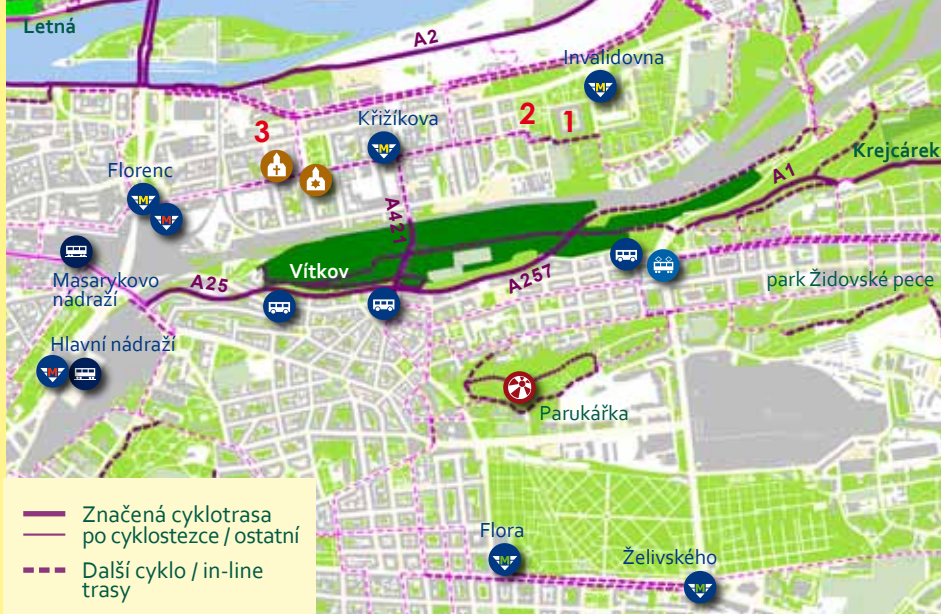 Letná
A2
Invalidovna
M
2
1
3
Křižíkova
M
Krejcárek
A1
Florenc
M
M
A421
Masarykovo
nádraží
A25
Vítkov
A257
park Židovské pece
Hlavní nádraží
M
Parukářka
Značená cyklotrasa
po cyklostezce / ostatní
Další cyklo / in-line
trasy
Flora
M
Želivského
M